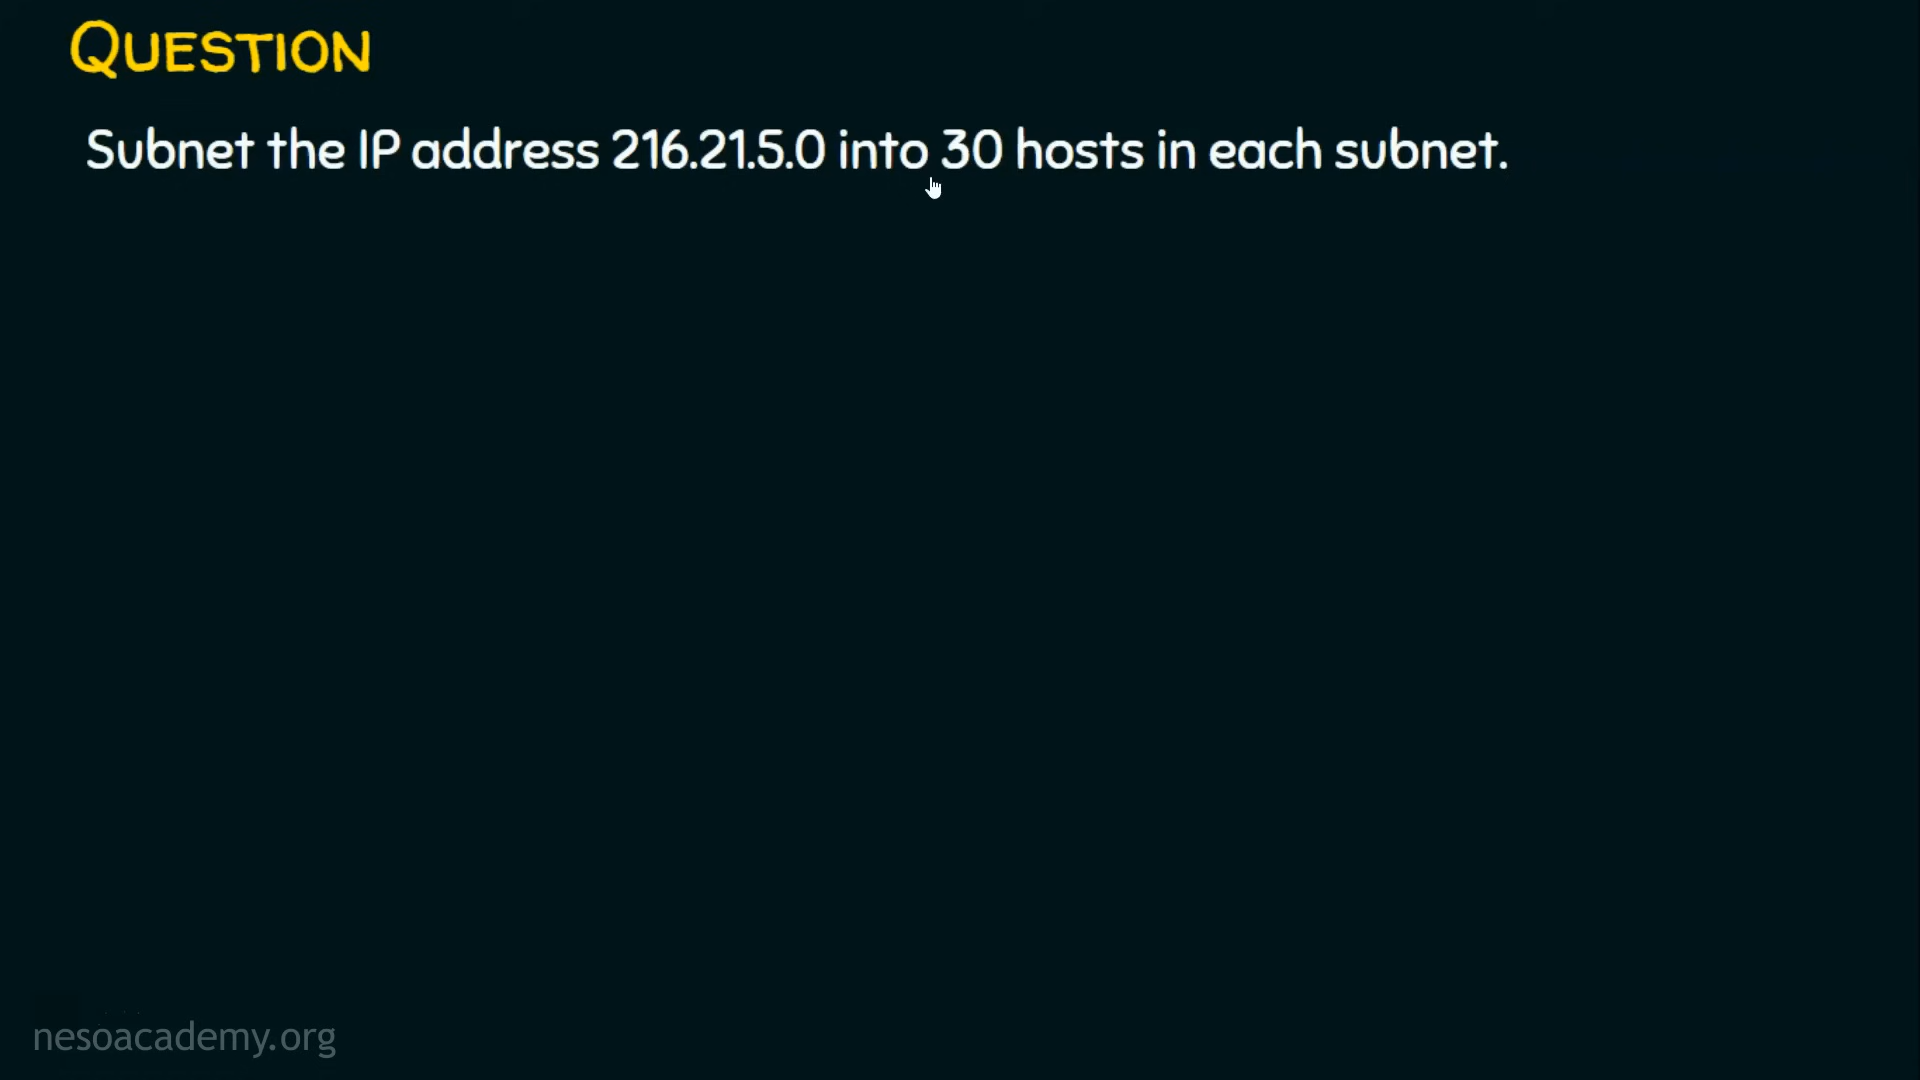 QUESTION
Subnet the IP address 216.21.5.0 into 30 hosts in each subnet.
nesoacademy.org